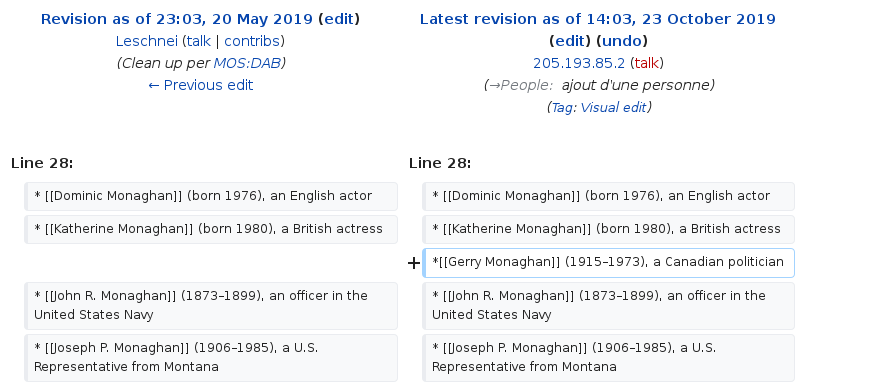 Revision as of 23:03, 20 May 2019 (edit)
Leschnei (talk | contribs)
(Clean up per MOS:DAB)
← Previous edit
Latest revision as of 14:03, 23 October 2019
(edit) (undo)
205.193.85.2 (talk)
(→People: ajout d'une personne)
(Tag: Visual edit)
Line 28:
Line 28:
* [[Dominic Monaghan]] (born 1976), an English actor
* [[Dominic Monaghan]] (born 1976), an English actor
* [[Katherine Monaghan]] (born 1980), a British actress
* [[Katherine Monaghan]] (born 1980), a British actress
+ *[[Gerry Monaghan]] (1915–1973), a Canadian politician
* [[John R. Monaghan]] (1873–1899), an officer in the
United States Navy
* [[John R. Monaghan]] (1873–1899), an officer in the
United States Navy
* [[Joseph P. Monaghan]] (1906–1985), a U.S.
Representative from Montana
* [[Joseph P. Monaghan]] (1906–1985), a U.S.
Representative from Montana